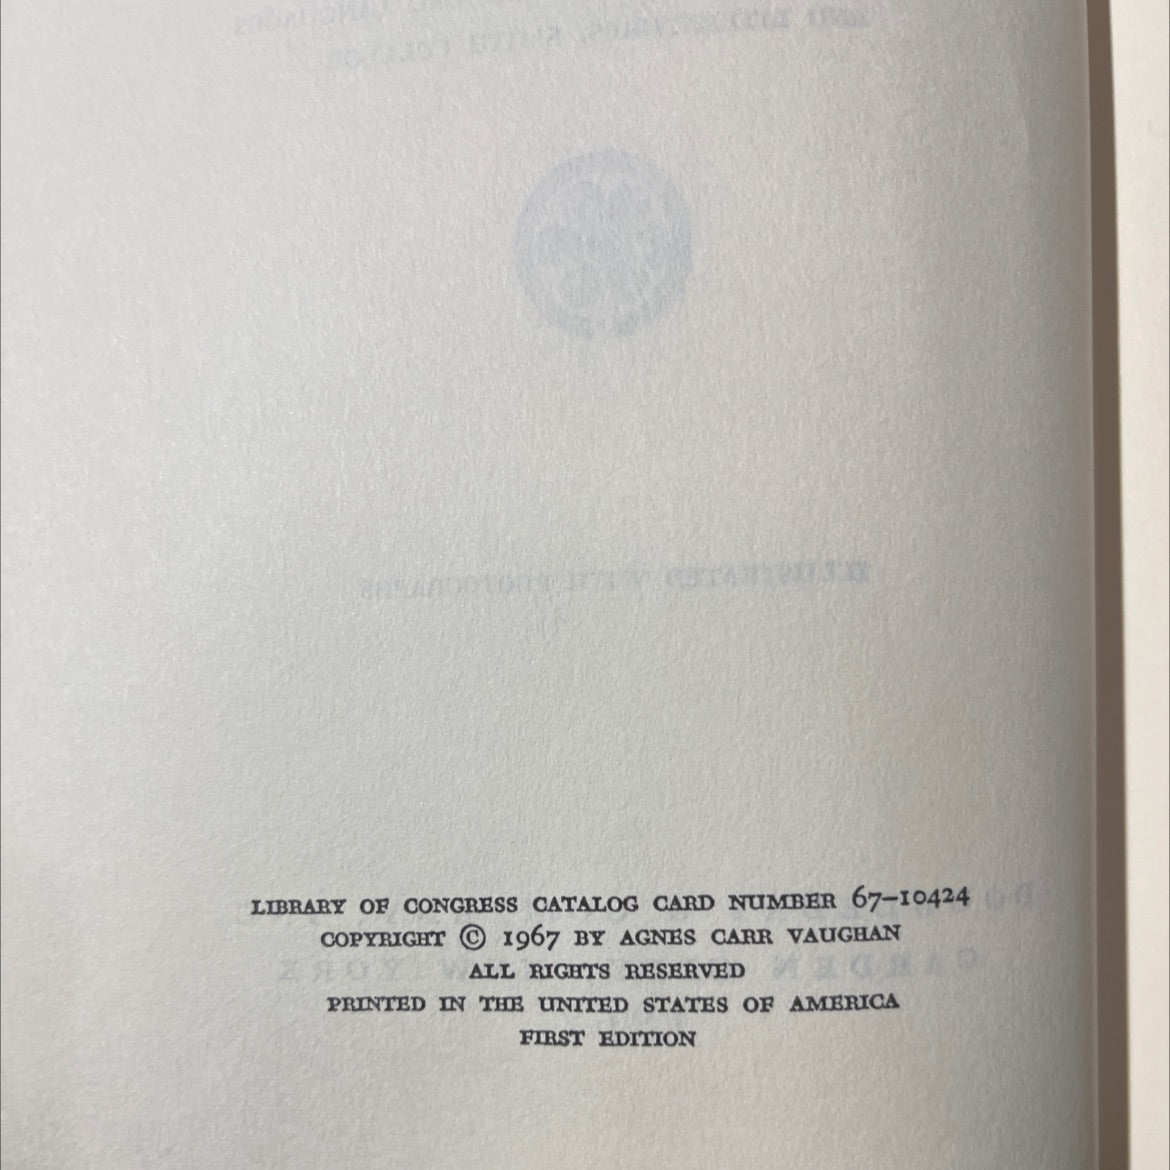 LIBRARY OF CONGRESS CATALOG CARD NUMBER 67–10424
COPYRIGHT © 1967 BY AGNES CARR VAUGHAN
ALL RIGHTS RESERVED
PRINTED IN THE UNITED STATES OF AMERICA
FIRST EDITION